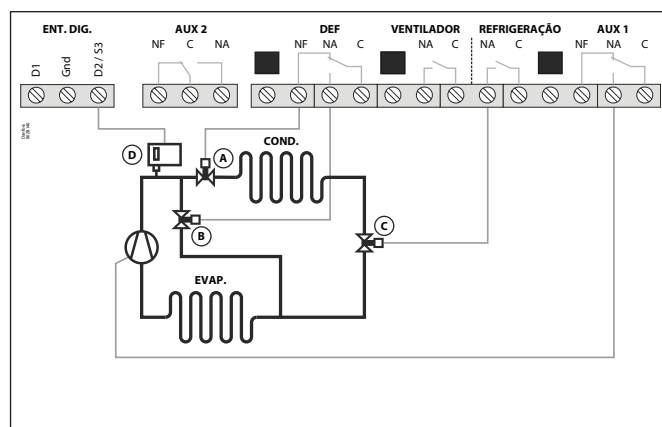 ENT. DIG. AUX 2 DEF VENTILADOR REFRIGERAÇÃO AUX 1
D1 Gnd D2 / S3 NF C NA NF NA C NA C NA C NF NA C
Danfoss
D A COND.
B C
EVAP.